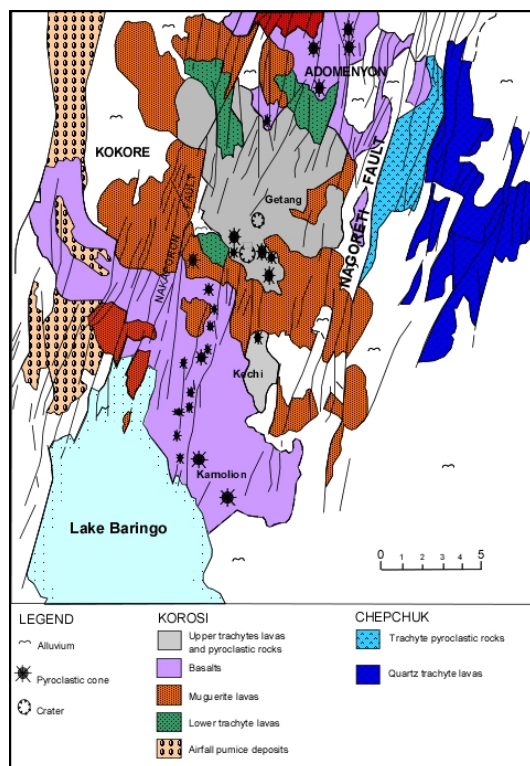 ADOMENYON
KOKORE
Getang
NAKAPORON FAULT
NAGORETI FAULT
Kechi
Kamolion
Lake Baringo
0 1 2 3 4 5
LEGEND
Alluvium
Pyroclastic cone
Crater
KOROSI
Upper trachytes lavas
and pyroclastic rocks
Basalts
Muguerite lavas
Lower trachyte lavas
Airfall pumice deposits
CHEPCHUK
Trachyte pyroclastic rocks
Quartz trachyte lavas